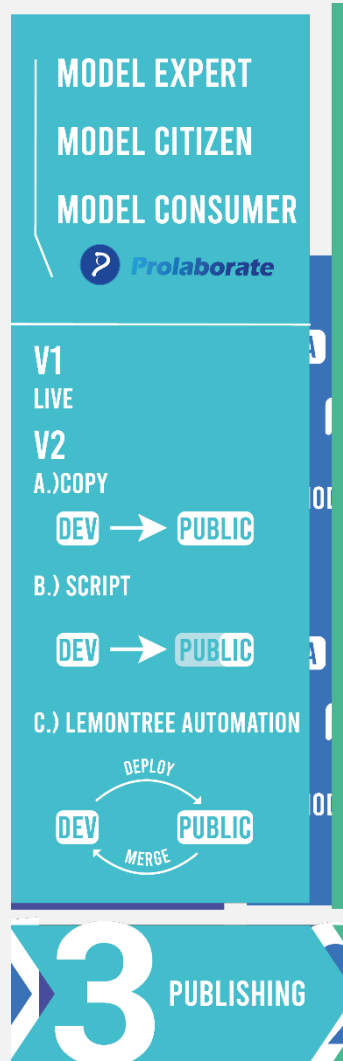 MODEL EXPERT
MODEL CITIZEN
MODEL CONSUMER
Prolaborate
V1
LIVE
V2
A.)COPY
DEV PUBLIC
B.) SCRIPT
DEV PUBLIC
C.) LEMONTREE AUTOMATION
DEPLOY
DEV PUBLIC
MERGE
3 PUBLISHING